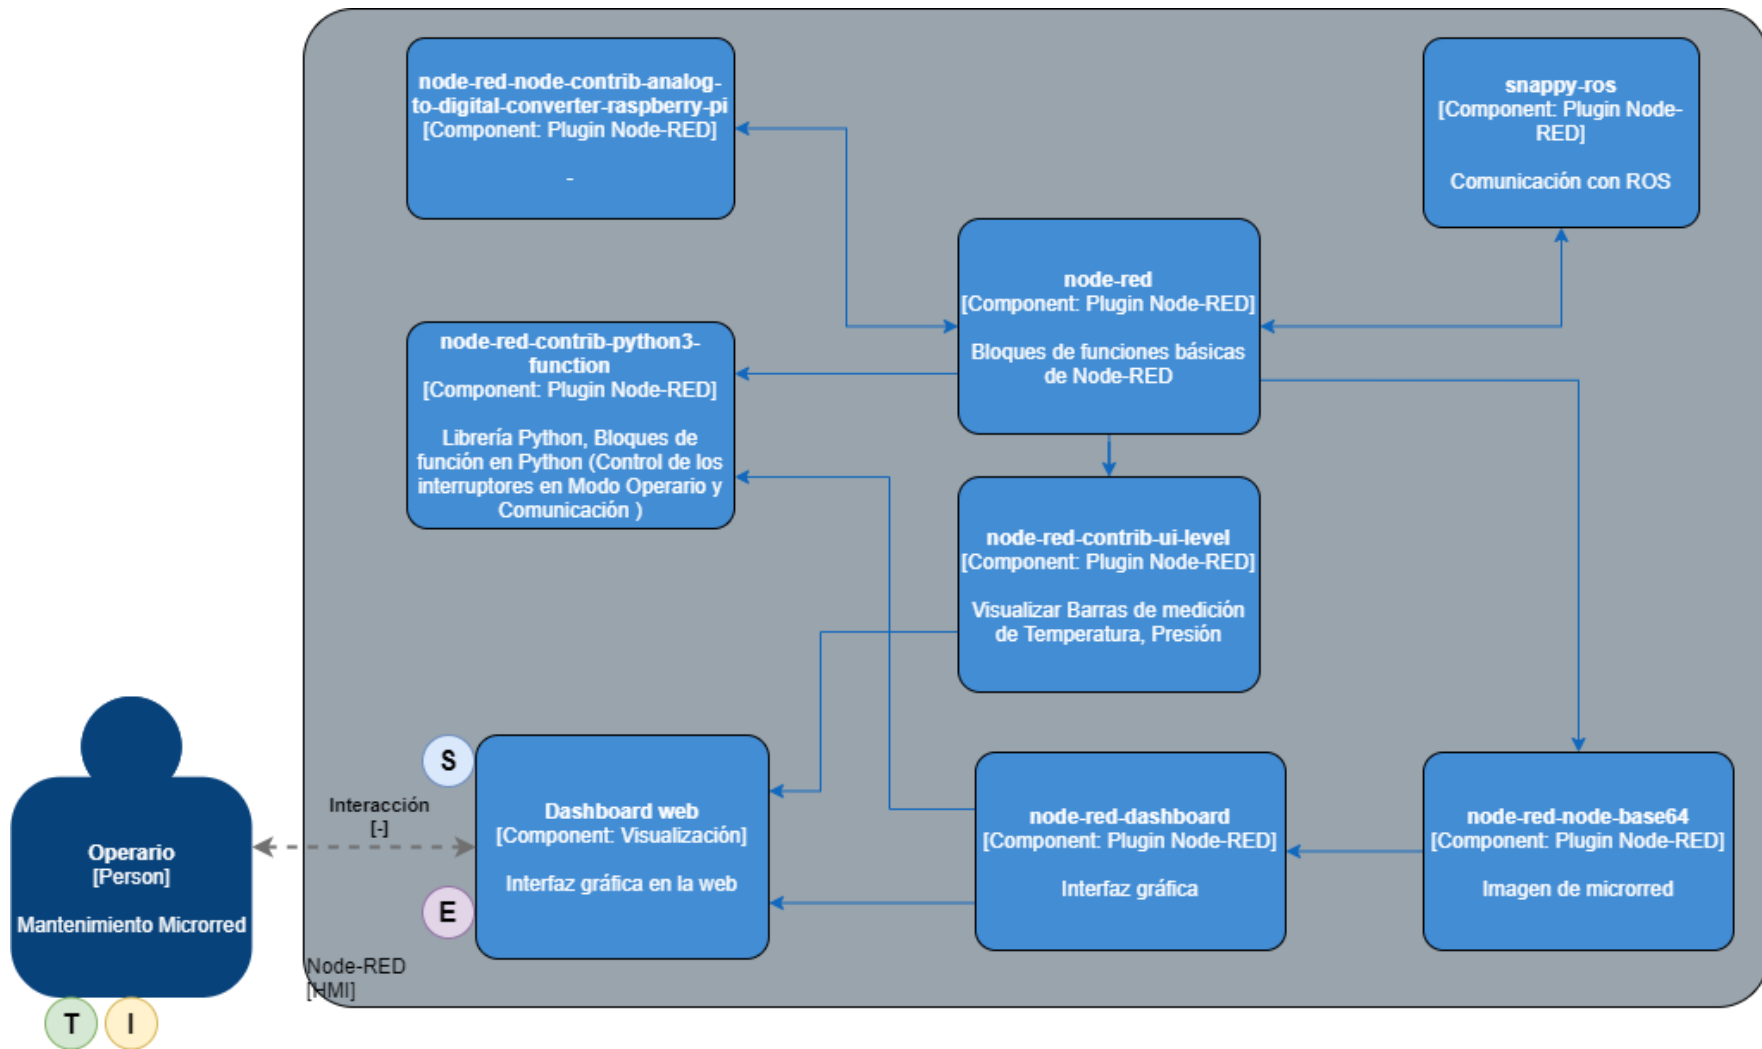 node-red-node-contrib-analog-
to-digital-converter-raspberry-pi
[Component: Plugin Node-RED]
-
snappy-ros
[Component: Plugin Node-
RED]
Comunicación con ROS
node-red
[Component: Plugin Node-RED]
Bloques de funciones básicas
de Node-RED
node-red-contrib-python3-
function
[Component: Plugin Node-RED]
Librería Python, Bloques de
función en Python (Control de los
interruptores en Modo Operario y
Comunicación )
node-red-contrib-ui-level
[Component: Plugin Node-RED]
Visualizar Barras de medición
de Temperatura, Presión
S
Dashboard web
[Component: Visualización]
Interfaz gráfica en la web
E
node-red-dashboard
[Component: Plugin Node-RED]
Interfaz gráfica
node-red-node-base64
[Component: Plugin Node-RED]
Imagen de microrred
Interacción
[-]
Operario
[Person]
Mantenimiento Microrred
Node-RED
[HMI]
T
I